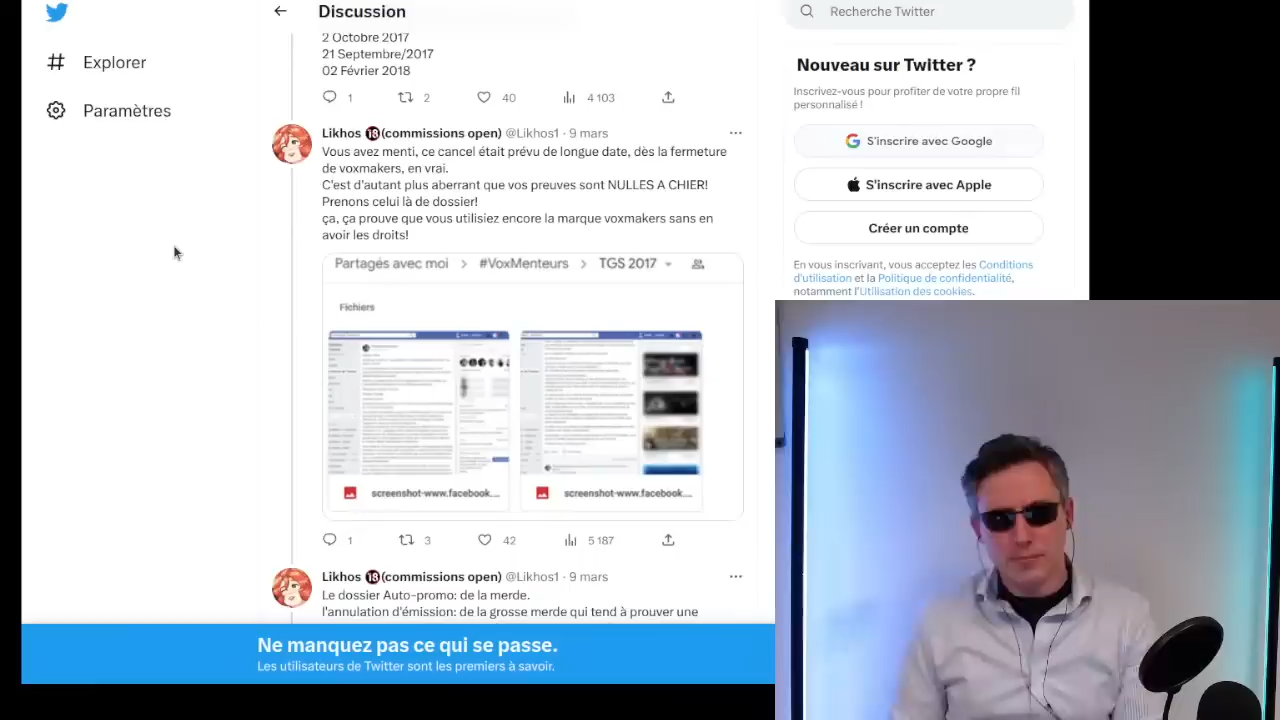 Discussion
Recherche Twitter
Explorer
Paramètres
2 Octobre 2017
21 Septembre/2017
02 Février 2018
1 2 40 4 103
Likhos 🔞(commissions open) @Likhos1 · 9 mars
Vous avez menti, ce cancel était prévu de longue date, dès la fermeture
de voxmakers, en vrai.
C'est d'autant plus aberrant que vos preuves sont NULLES A CHIER!
Prenons celui là de dossier!
ça, ça prouve que vous utilisiez encore la marque voxmakers sans en
avoir les droits!
Partagés avec moi > #VoxMenteurs > TGS 2017
Fichiers
screenshot-www.facebook....
screenshot-www.facebook....
1 3 42 5 187
Likhos 🔞(commissions open) @Likhos1 · 9 mars
Le dossier Auto-promo: de la merde.
l'annulation d'émission: de la grosse merde qui tend à prouver une
Nouveau sur Twitter ?
Inscrivez-vous pour profiter de votre propre fil
personnalisé !
S'inscrire avec Google
S'inscrire avec Apple
Créer un compte
En vous inscrivant, vous acceptez les Conditions
d'utilisation et la Politique de confidentialité,
notamment l'Utilisation des cookies.
Ne manquez pas ce qui se passe.
Les utilisateurs de Twitter sont les premiers à savoir.